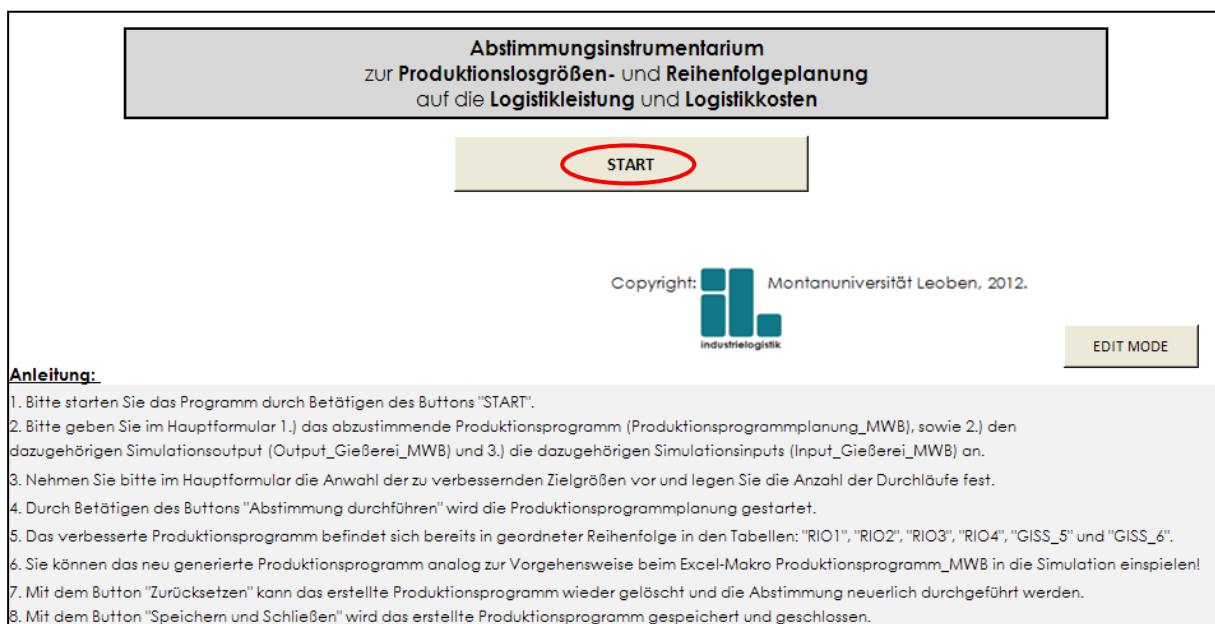 Abstimmungsinstrumentarium
zur Produktionslosgrößen- und Reihenfolgeplanung
auf die Logistikleistung und Logistikkosten
START
Copyright: Montanuniversität Leoben, 2012.
industrielogistik
EDIT MODE
Anleitung:
1. Bitte starten Sie das Programm durch Betätigen des Buttons "START".
2. Bitte geben Sie im Hauptformular 1.) das abzustimmende Produktionsprogramm (Produktionsprogrammplanung_MWB), sowie 2.) den
dazugehörigen Simulationsoutput (Output_Gießerei_MWB) und 3.) die dazugehörigen Simulationsinputs (Input_Gießerei_MWB) an.
3. Nehmen Sie bitte im Hauptformular die Anwahl der zu verbessernden Zielgrößen vor und legen Sie die Anzahl der Durchläufe fest.
4. Durch Betätigen des Buttons "Abstimmung durchführen" wird die Produktionsprogrammplanung gestartet.
5. Das verbesserte Produktionsprogramm befindet sich bereits in geordneter Reihenfolge in den Tabellen: "RIO1", "RIO2", "RIO3", "RIO4", "GISS_5" und "GISS_6".
6. Sie können das neu generierte Produktionsprogramm analog zur Vorgehensweise beim Excel-Makro Produktionsprogramm_MWB in die Simulation einspielen!
7. Mit dem Button "Zurücksetzen" kann das erstellte Produktionsprogramm wieder gelöscht und die Abstimmung neuerlich durchgeführt werden.
8. Mit dem Button "Speichern und Schließen" wird das erstellte Produktionsprogramm gespeichert und geschlossen.